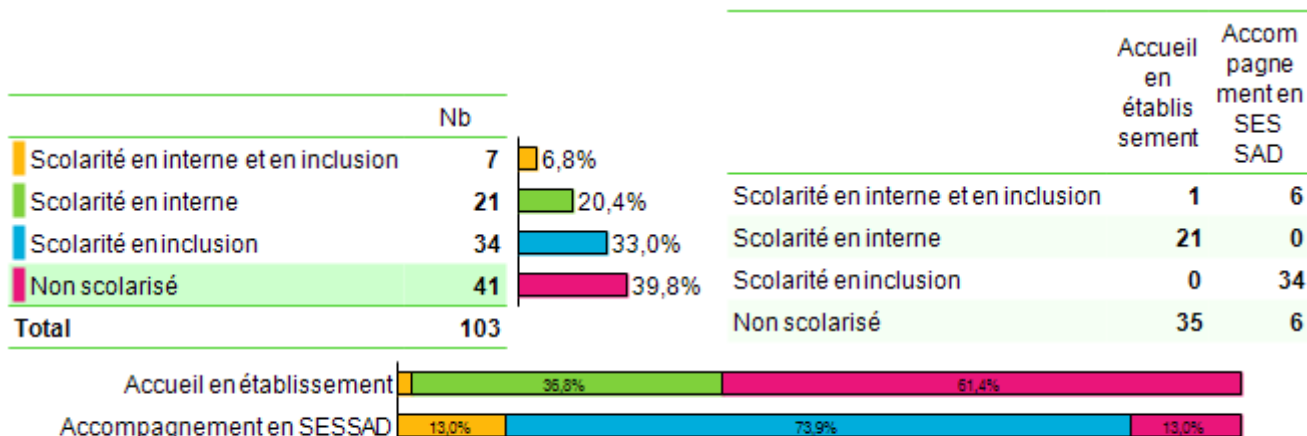 Nb
Scolarité en interne et en inclusion 7 6,8%
Scolarité en interne 21 20,4%
Scolarité en inclusion 34 33,0%
Non scolarisé 41 39,8%
Total 103
Accueil
en
établis
sement
Accom
pagne
ment en
SES
SAD
Scolarité en interne et en inclusion 1 6
Scolarité en interne 21 0
Scolarité en inclusion 0 34
Non scolarisé 35 6
Accueil en établissement 36,8% 61,4%
Accompagnement en SESSAD 13,0% 73,9% 13,0%